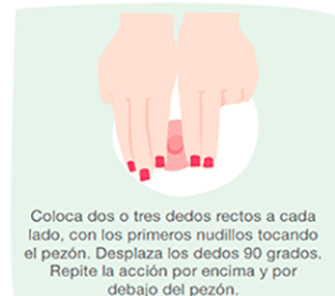 Coloca dos o tres dedos rectos a cada
lado, con los primeros nudillos tocando
el pezón. Desplaza los dedos 90 grados.
Repite la acción por encima y por
debajo del pezón.